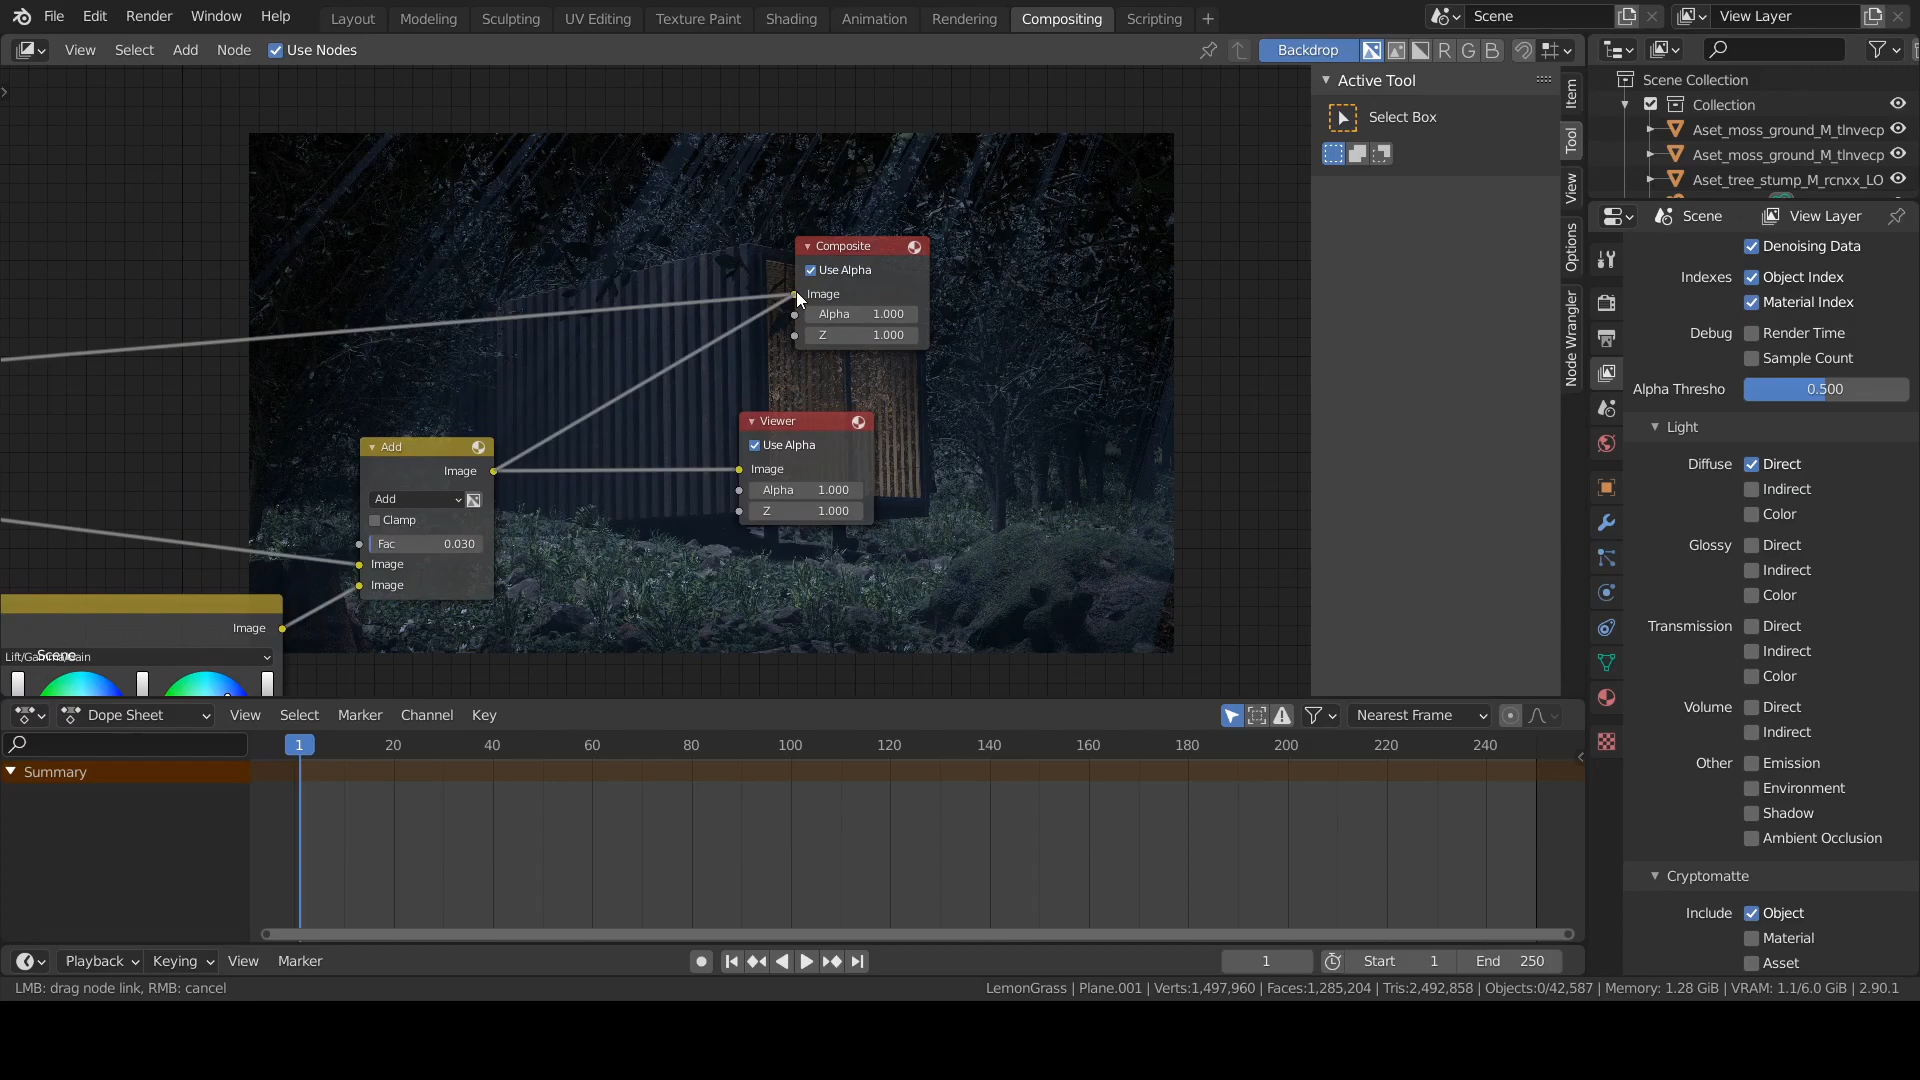 File Edit Render Window Help Layout Modeling Sculpting UV Editing Texture Paint Shading Animation Rendering Compositing Scripting + Scene View Layer
View Select Add Node Use Nodes Backdrop R G B
Active Tool
Select Box
Item
Tool
View
Options
Node Wrangler
Composite
Use Alpha
Image
Alpha 1.000
Z 1.000
Viewer
Use Alpha
Image
Alpha 1.000
Z 1.000
Add
Image
Add
Clamp
Fac 0.030
Image
Image
Image
Scene
Lift/Gamma/Gain
Scene Collection
Collection
Aset_moss_ground_M_tlnvecp
Aset_moss_ground_M_tlnvecp
Aset_tree_stump_M_rcnxx_LO
Scene View Layer
Denoising Data
Indexes Object Index
Material Index
Debug Render Time
Sample Count
Alpha Thresho 0.500
Light
Diffuse Direct
Indirect
Color
Glossy Direct
Indirect
Color
Transmission Direct
Indirect
Color
Volume Direct
Indirect
Other Emission
Environment
Shadow
Ambient Occlusion
Cryptomatte
Include Object
Material
Asset
Dope Sheet View Select Marker Channel Key Nearest Frame
1 20 40 60 80 100 120 140 160 180 200 220 240
Summary
Playback Keying View Marker 1 Start 1 End 250
LMB: drag node link, RMB: cancel LemonGrass | Plane.001 | Verts:1,497,960 | Faces:1,285,204 | Tris:2,492,858 | Objects:0/42,587 | Memory: 1.28 GiB | VRAM: 1.1/6.0 GiB | 2.90.1